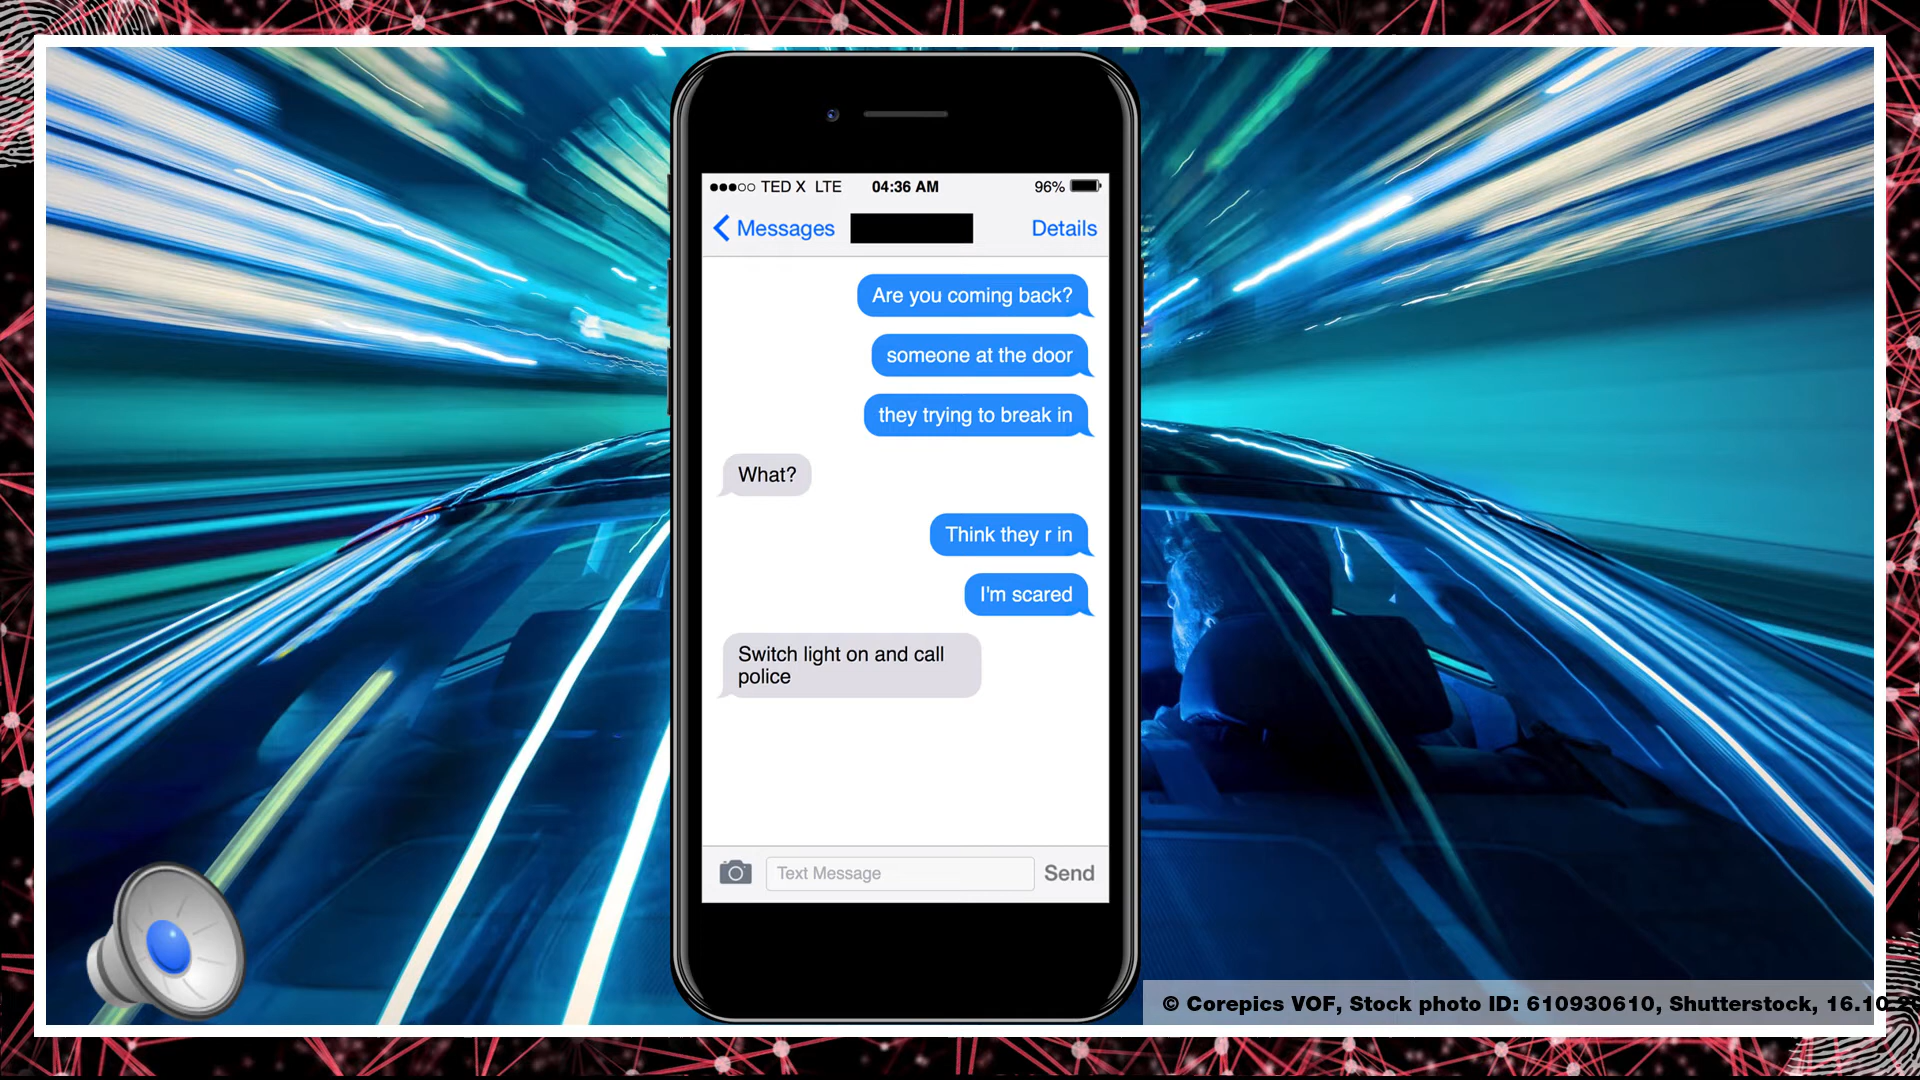 TED X LTE 04:36 AM 96%
Messages Details
Are you coming back?
someone at the door
they trying to break in
What?
Think they r in
I'm scared
Switch light on and call
police
Text Message Send
© Corepics VOF, Stock photo ID: 610930610, Shutterstock, 16.10